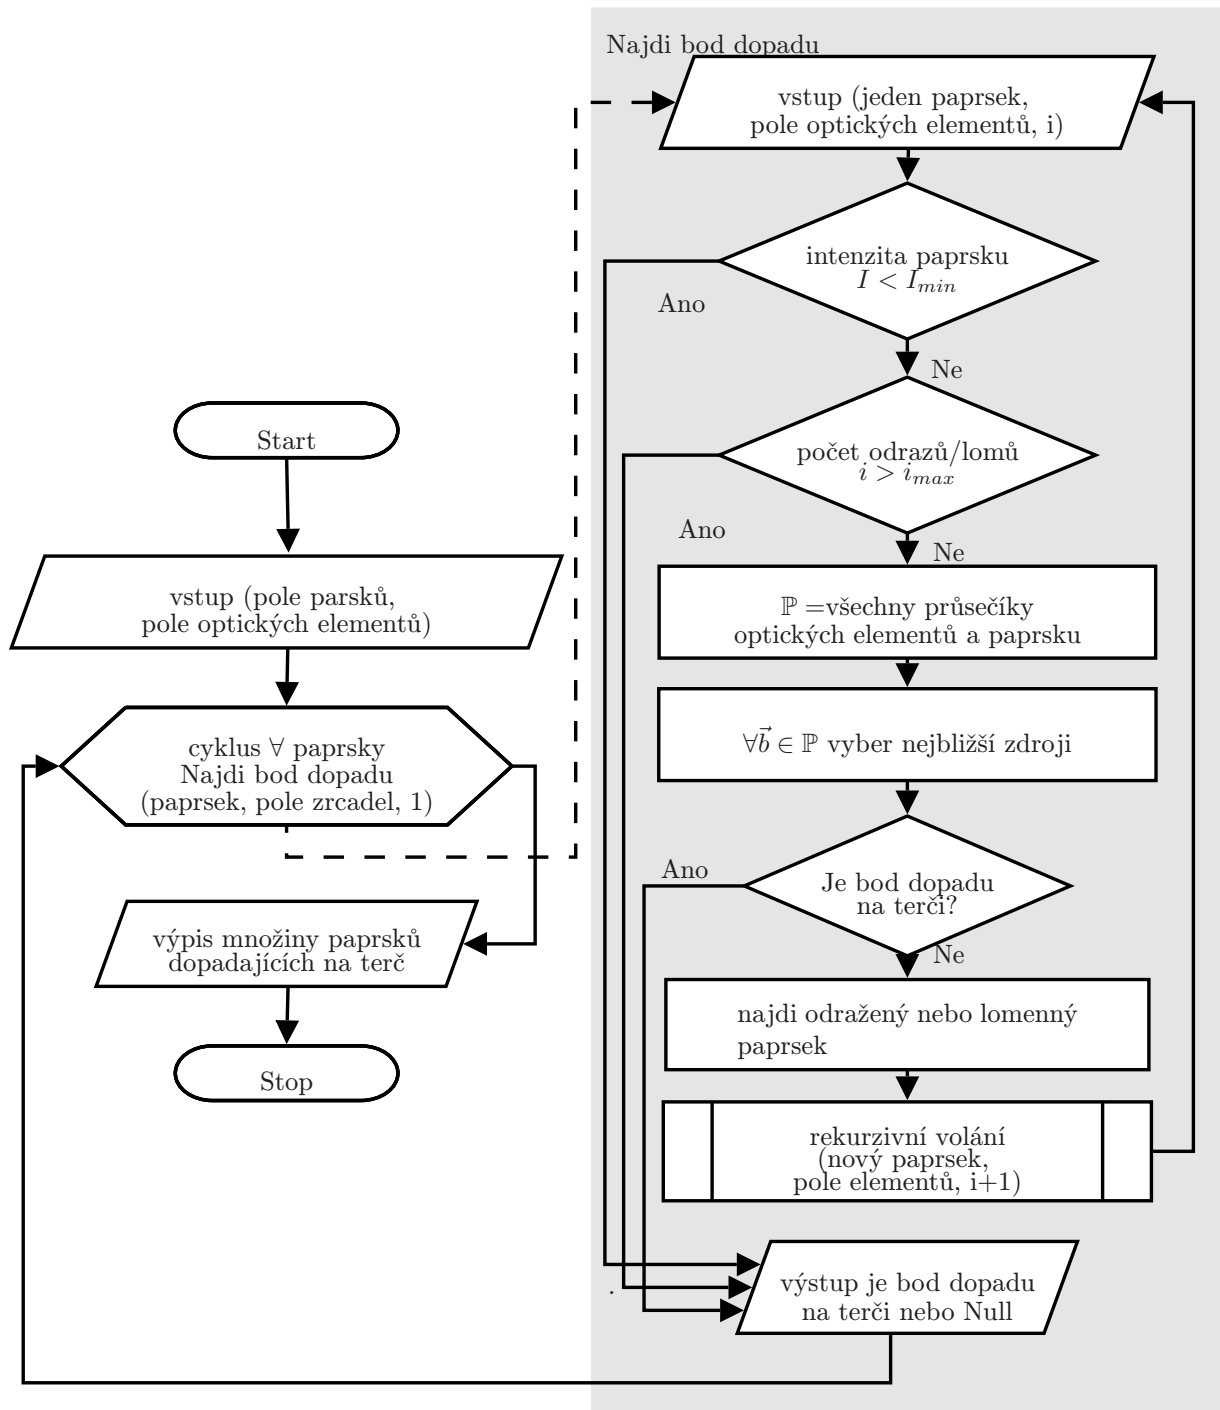 Start
vstup (pole parsků,
pole optických elementů)
cyklus ∀ paprsky
Najdi bod dopadu
(paprsek, pole zrcadel, 1)
výpis množiny paprsků
dopadajících na terč
Stop
Najdi bod dopadu
vstup (jeden paprsek,
pole optických elementů, i)
intenzita paprsku
I < I_min
Ano
Ne
počet odrazů/lomů
i > i_max
Ano
Ne
ℙ =všechny průsečíky
optických elementů a paprsku
∀b⃗ ∈ ℙ vyber nejbližší zdroji
Je bod dopadu
na terči?
Ano
Ne
najdi odražený nebo lomenný
paprsek
rekurzivní volání
(nový paprsek,
pole elementů, i+1)
výstup je bod dopadu
na terči nebo Null
.